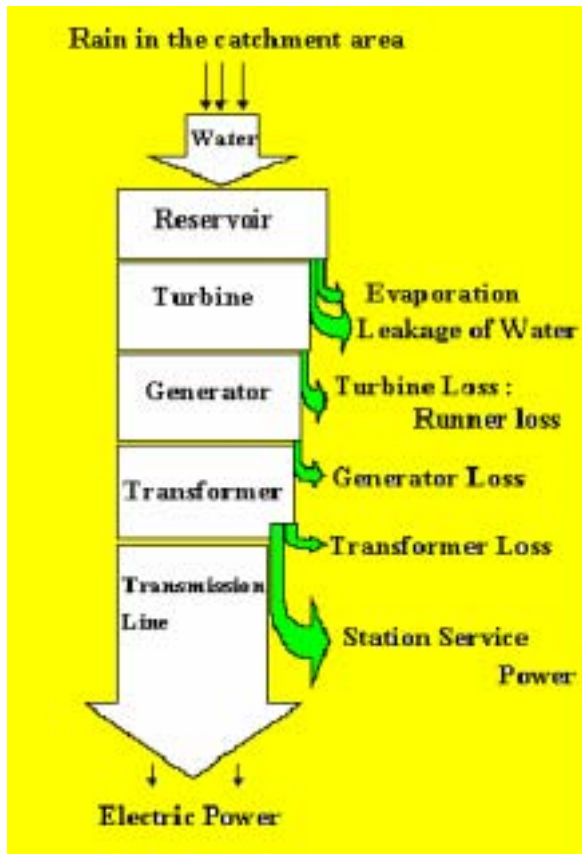 Rain in the catchment area
Water
Reservoir
Turbine
Evaporation
Leakage of Water
Generator
Turbine Loss :
Runner loss
Transformer
Generator Loss
Transformer Loss
Transmission
Line
Station Service
Power
Electric Power